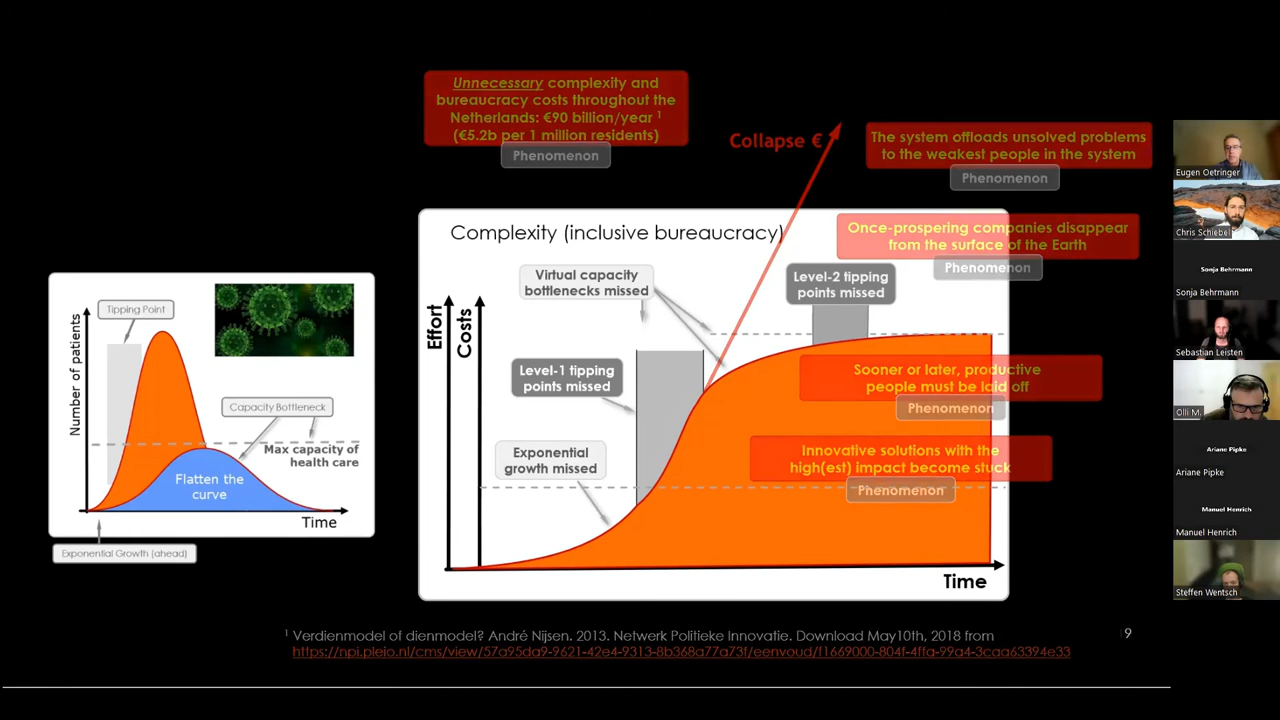 Unnecessary complexity and
bureaucracy costs throughout the
Netherlands: €90 billion/year 1
(€5.2b per 1 million residents)
Phenomenon
Collapse €
The system offloads unsolved problems
to the weakest people in the system
Phenomenon
Once-prospering companies disappear
from the surface of the Earth
Phenomenon
Complexity (inclusive bureaucracy)
Virtual capacity
bottlenecks missed
Level-2 tipping
points missed
Effort
Costs
Level-1 tipping
points missed
Sooner or later, productive
people must be laid off
Phenomenon
Exponential
growth missed
Innovative solutions with the
high(est) impact become stuck
Phenomenon
Time
Tipping Point
Number of patients
Capacity Bottleneck
Max capacity of
health care
Flatten the
curve
Time
Exponential Growth (ahead)
1 Verdienmodel of dienmodel? André Nijsen. 2013. Netwerk Politieke Innovatie. Download May10th, 2018 from
https://npi.pleio.nl/cms/view/57a95da9-9621-42e4-9313-8b368a77a73f/eenvoud/f1669000-804f-4ffa-99a4-3caa63394e33
9
Eugen Oetringer
Chris Schiebel
Sonja Behrmann
Sonja Behrmann
Sebastian Leisten
Olli M.
Ariane Pipke
Ariane Pipke
Manuel Henrich
Manuel Henrich
Steffen Wentsch